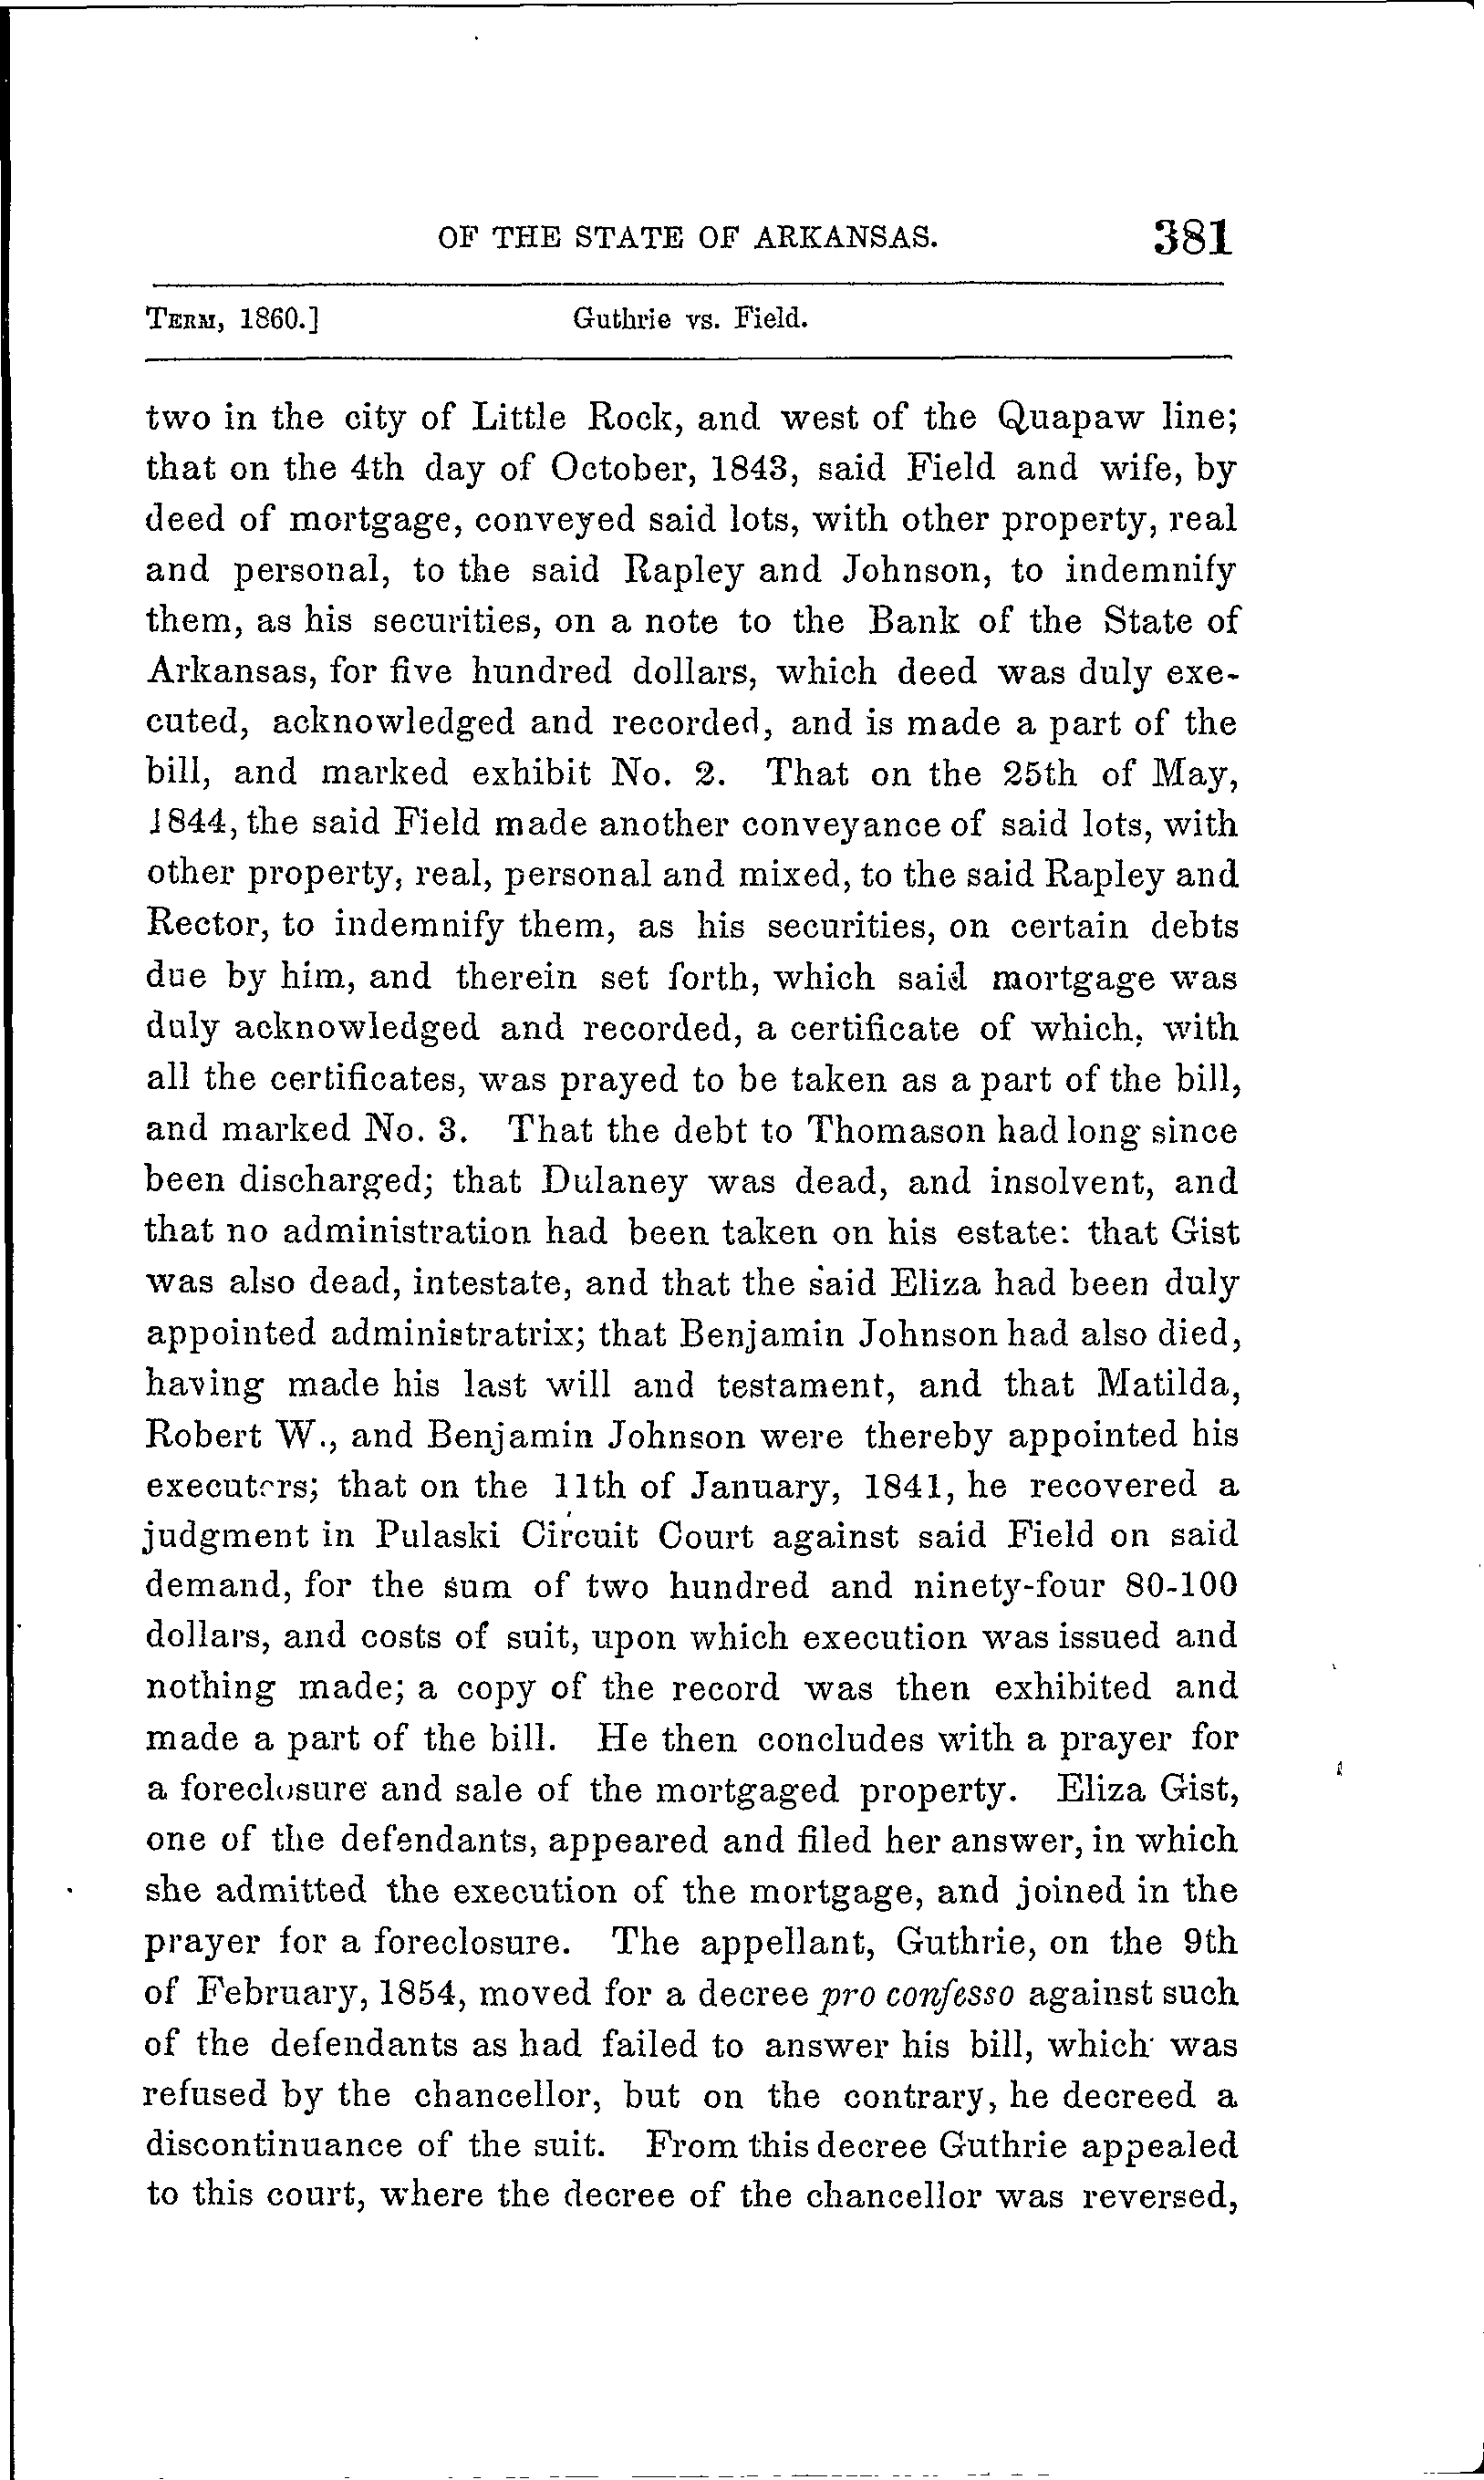 OF THE STATE OF ARKANSAS. 381
TERM, 1860.] Guthrie vs. Field.
two in the city of Little Rock, and west of the Quapaw line;
that on the 4th day of October, 1843, said Field and wife, by
deed of mortgage, conveyed said lots, with other property, real
and personal, to the said Rapley and Johnson, to indemnify
them, as his securities, on a note to the Bank of the State of
Arkansas, for five hundred dollars, which deed was duly exe-
cuted, acknowledged and recorded, and is made a part of the
bill, and marked exhibit No. 2. That on the 25th of May,
1844, the said Field made another conveyance of said lots, with
other property, real, personal and mixed, to the said Rapley and
Rector, to indemnify them, as his securities, on certain debts
due by him, and therein set forth, which said mortgage was
duly acknowledged and recorded, a certificate of which, with
all the certificates, was prayed to be taken as a part of the bill,
and marked No. 3. That the debt to Thomason had long since
been discharged; that Dulaney was dead, and insolvent, and
that no administration had been taken on his estate: that Gist
was also dead, intestate, and that the said Eliza had been duly
appointed administratrix; that Benjamin Johnson had also died,
having made his last will and testament, and that Matilda,
Robert W., and Benjamin Johnson were thereby appointed his
executors; that on the 11th of January, 1841, he recovered a
judgment in Pulaski Circuit Court against said Field on said
demand, for the sum of two hundred and ninety-four 80-100
dollars, and costs of suit, upon which execution was issued and
nothing made; a copy of the record was then exhibited and
made a part of the bill. He then concludes with a prayer for
a foreclosure and sale of the mortgaged property. Eliza Gist,
one of the defendants, appeared and filed her answer, in which
she admitted the execution of the mortgage, and joined in the
prayer for a foreclosure. The appellant, Guthrie, on the 9th
of February, 1854, moved for a decree pro confesso against such
of the defendants as had failed to answer his bill, which was
refused by the chancellor, but on the contrary, he decreed a
discontinuance of the suit. From this decree Guthrie appealed
to this court, where the decree of the chancellor was reversed,